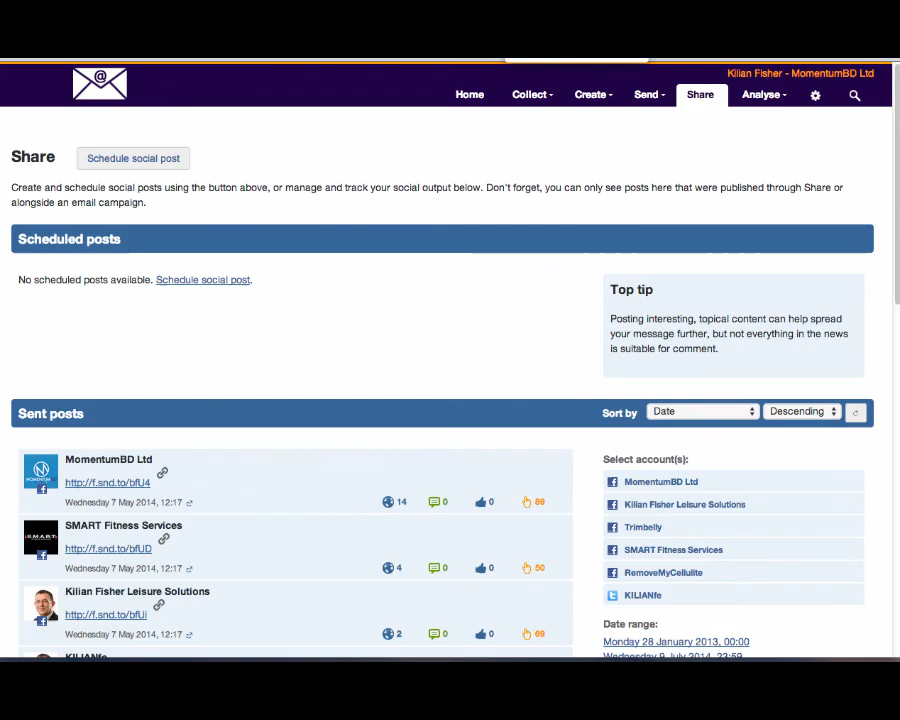 Kilian Fisher - MomentumBD Ltd
Home Collect Create Send Share Analyse
Share Schedule social post
Create and schedule social posts using the button above, or manage and track your social output below. Don't forget, you can only see posts here that were published through Share or
alongside an email campaign.
Scheduled posts
No scheduled posts available. Schedule social post.
Top tip
Posting interesting, topical content can help spread
your message further, but not everything in the news
is suitable for comment.
Sent posts Sort by Date Descending
MomentumBD Ltd
http://f.snd.to/bfU4
Wednesday 7 May 2014, 12:17 14 0 0 89
SMART Fitness Services
http://f.snd.to/bfUD
Wednesday 7 May 2014, 12:17 4 0 0 50
Kilian Fisher Leisure Solutions
http://f.snd.to/bfUi
Wednesday 7 May 2014, 12:17 2 0 0 69
KILIANfe
Select account(s):
MomentumBD Ltd
Kilian Fisher Leisure Solutions
Trimbelly
SMART Fitness Services
RemoveMyCellulite
KILIANfe
Date range:
Monday 28 January 2013, 00:00
Wednesday 9 July 2014, 23:59